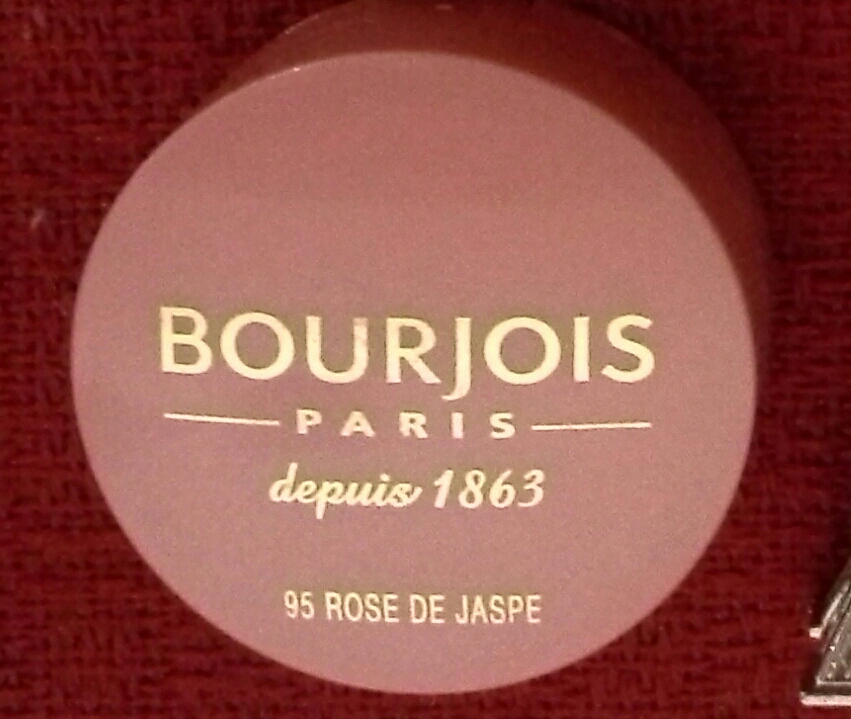 BOURJOIS
PARIS
depuis 1863
95 ROSE DE JASPE